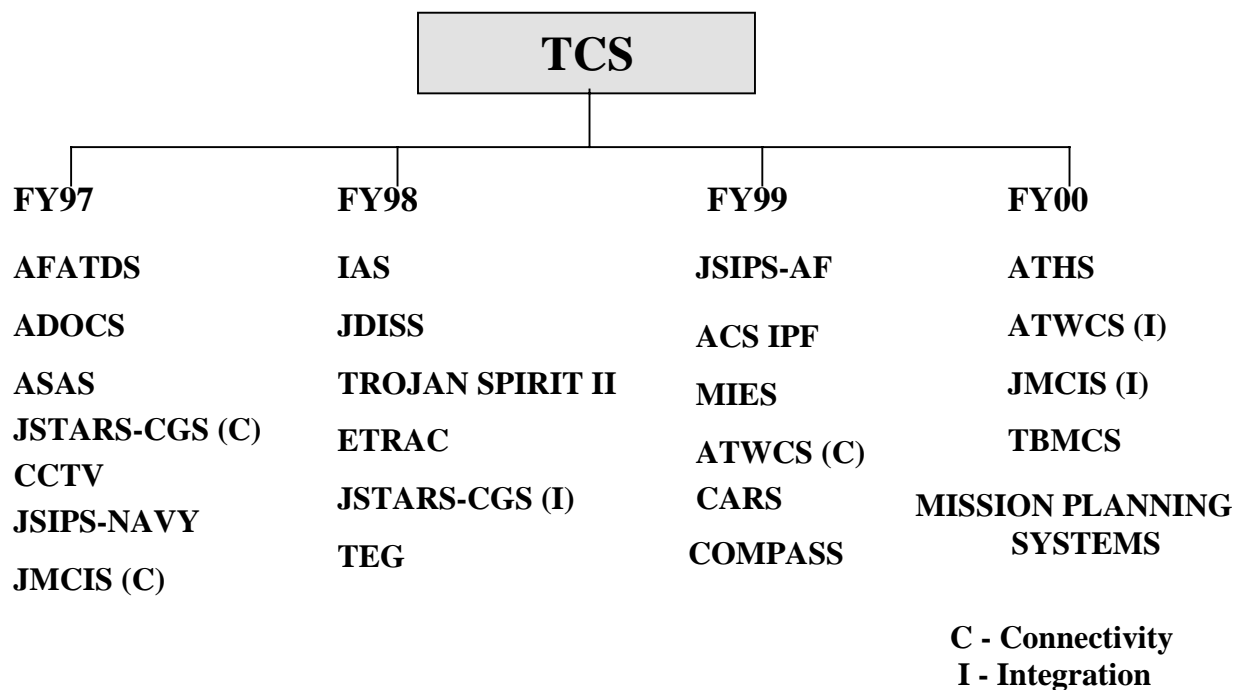 TCS
FY97
AFATDS
ADOCS
ASAS
JSTARS-CGS (C)
CCTV
JSIPS-NAVY
JMCIS (C)
FY98
IAS
JDISS
TROJAN SPIRIT II
ETRAC
JSTARS-CGS (I)
TEG
FY99
JSIPS-AF
ACS IPF
MIES
ATWCS (C)
CARS
COMPASS
FY00
ATHS
ATWCS (I)
JMCIS (I)
TBMCS
MISSION PLANNING
SYSTEMS
C - Connectivity
I - Integration